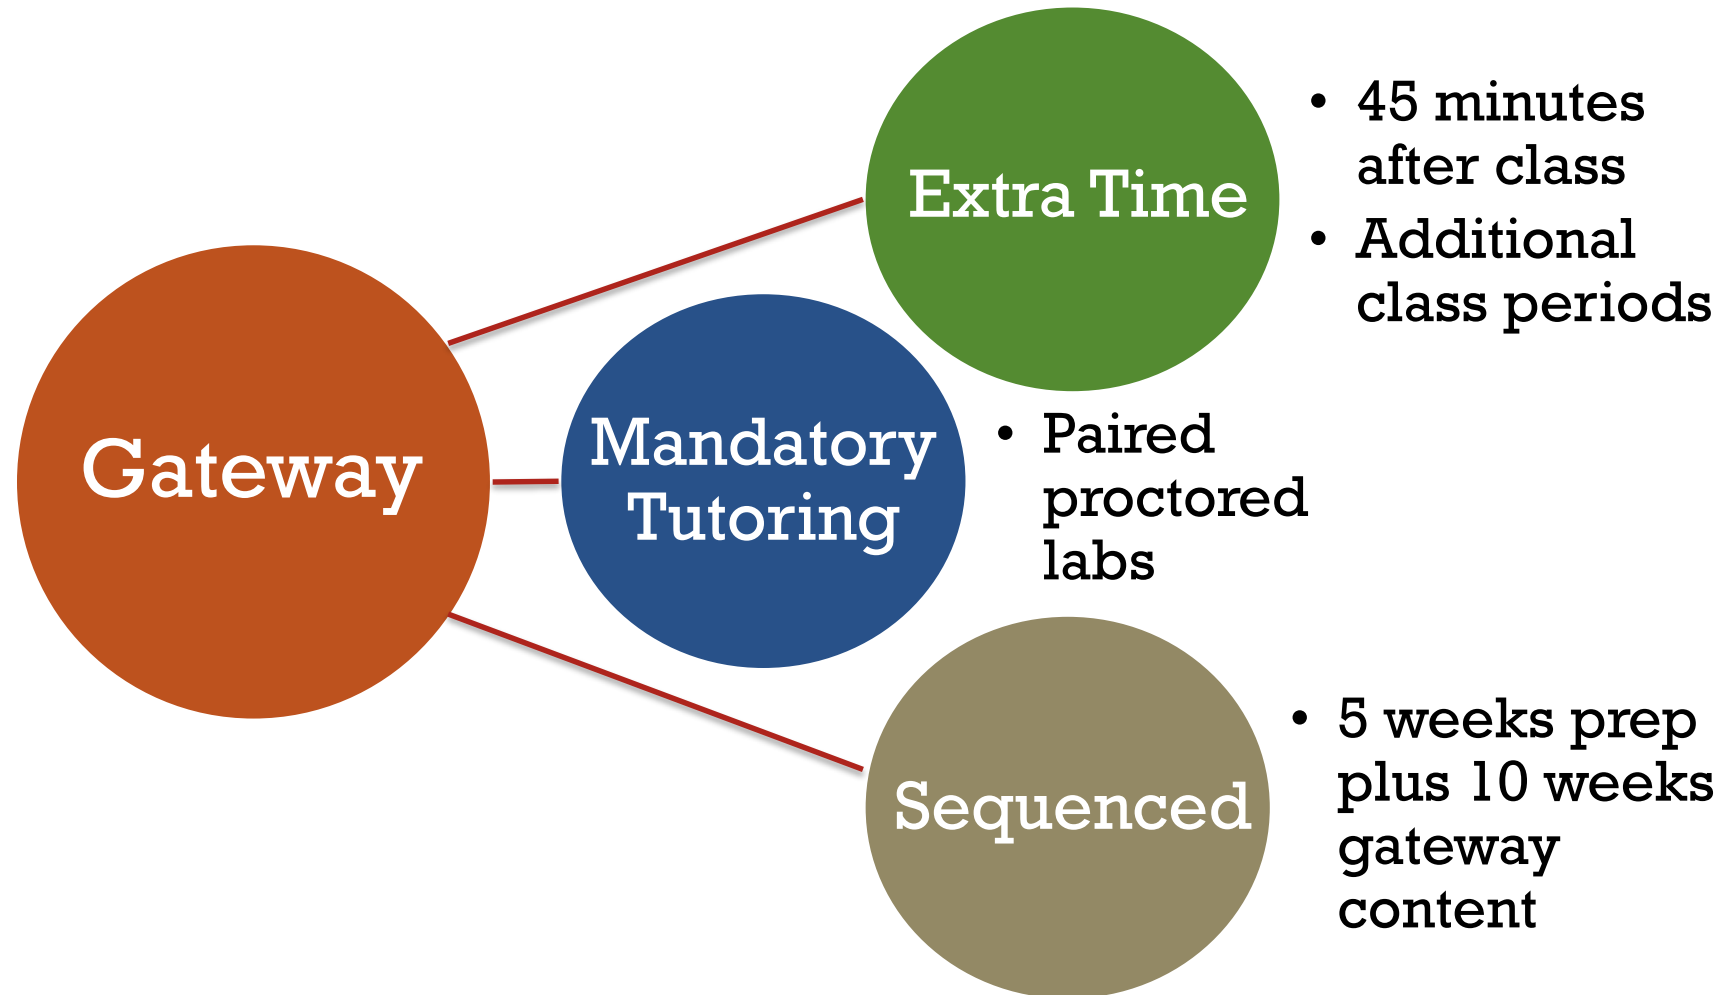 Gateway
Extra Time
• 45 minutes
after class
• Additional
class periods
Mandatory
Tutoring
• Paired
proctored
labs
Sequenced
• 5 weeks prep
plus 10 weeks
gateway
content